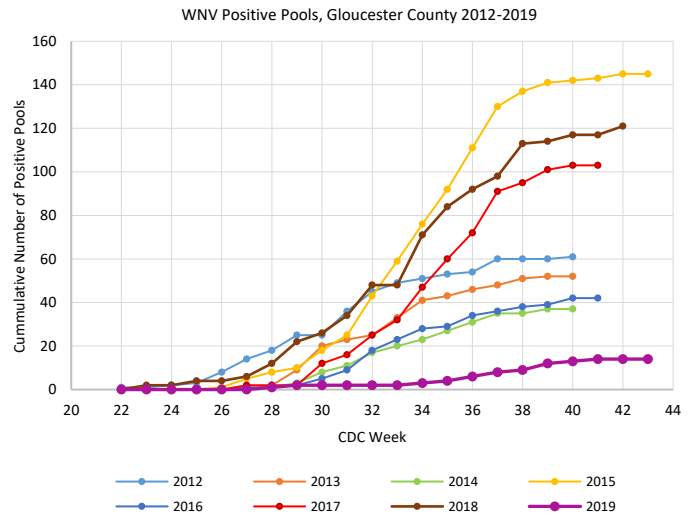 WNV Positive Pools, Gloucester County 2012-2019
160
140
120
100
80
60
40
20
0
Cummulative Number of Positive Pools
20 22 24 26 28 30 32 34 36 38 40 42 44
CDC Week
2012 2013 2014 2015
2016 2017 2018 2019